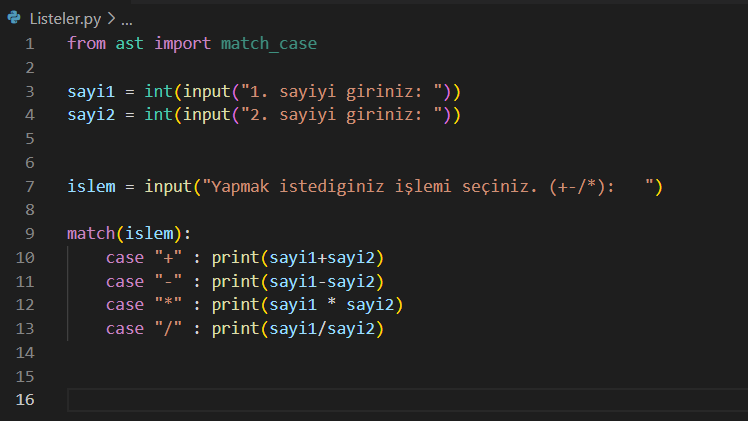 Listeler.py > ...
1 from ast import match_case
2
3 sayi1 = int(input("1. sayiyi giriniz: "))
4 sayi2 = int(input("2. sayiyi giriniz: "))
5
6
7 islem = input("Yapmak istediginiz işlemi seçiniz. (+-/*):   ")
8
9 match(islem):
10     case "+" : print(sayi1+sayi2)
11     case "-" : print(sayi1-sayi2)
12     case "*" : print(sayi1 * sayi2)
13     case "/" : print(sayi1/sayi2)
14
15
16